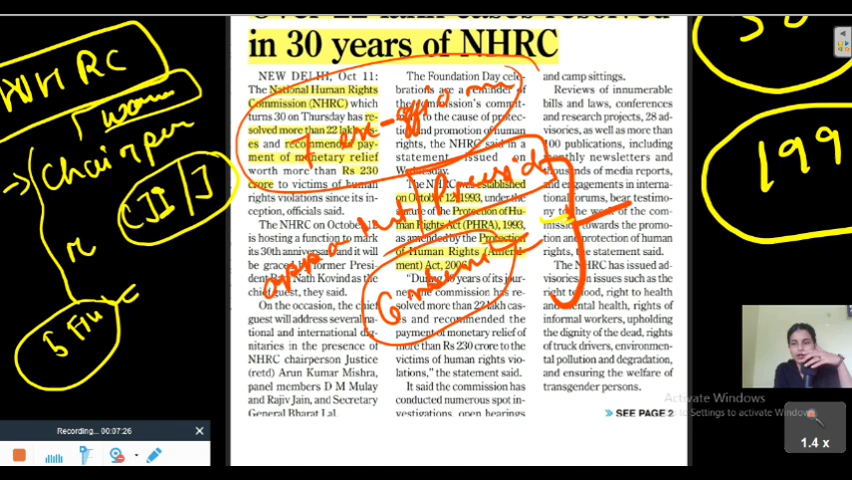 in 30 years of NHRC
NEW DELHI, Oct 11:
The National Human Rights
Commission (NHRC) which
turns 30 on Thursday has re-
solved more than 22 lakh cas-
es and recommended pay-
ment of monetary relief
worth more than Rs 230
crore to victims of human
rights violations since its in-
ception, officials said.
The NHRC on October
is hosting a function to mark
its 30th anniversary and it will
be graced by former Presi-
dent Ram Nath Kovind as the
chief guest, they said.
On the occasion, the chief
guest will address several na-
tional and international dig-
nitaries in the presence of
NHRC chairperson Justice
(retd) Arun Kumar Mishra,
panel members D M Mulay
and Rajiv Jain, and Secretary
General Bharat Lal.
The Foundation Day cele-
brations are a reminder of
the commission's commit-
to the cause of protec-
tion and promotion of human
rights, the NHRC said in a
statement issued
Wednesday.
The NHRC was established
on October 12, 1993, under the
statute of the Protection of Hu-
man Rights Act (PHRA), 1993,
as amended by the Protection
of Human Rights (Amend-
ment) Act, 2006.
"During 30 years of its jour-
ney, the commission has re-
solved more than 22 lakh cas-
es and recommended the
payment of monetary relief of
more than Rs 230 crore to the
victims of human rights vio-
lations," the statement said.
It said the commission has
conducted numerous spot in-
vestigations, open hearings
and camp sittings.
Reviews of innumerable
bills and laws, conferences
and research projects, 28 ad-
visories, as well as more than
100 publications, including
monthly newsletters and
thousands of media reports,
and engagements in interna-
tional forums, bear testimo-
ny to the work of the com-
mission towards the promo-
tion and protection of human
rights, the statement said.
The NHRC has issued ad-
visories on issues such as the
right to food, right to health
and mental health, rights of
informal workers, upholding
the dignity of the dead, rights
of truck drivers, environmen-
tal pollution and degradation,
and ensuring the welfare of
transgender persons.
SEE PAGE 2
NHRC
Chairper
CJI / J
7 ex-officio
President
6
199
Activate Windows
to Settings to activate Windows
Recording... 00:07:26
1.4 x